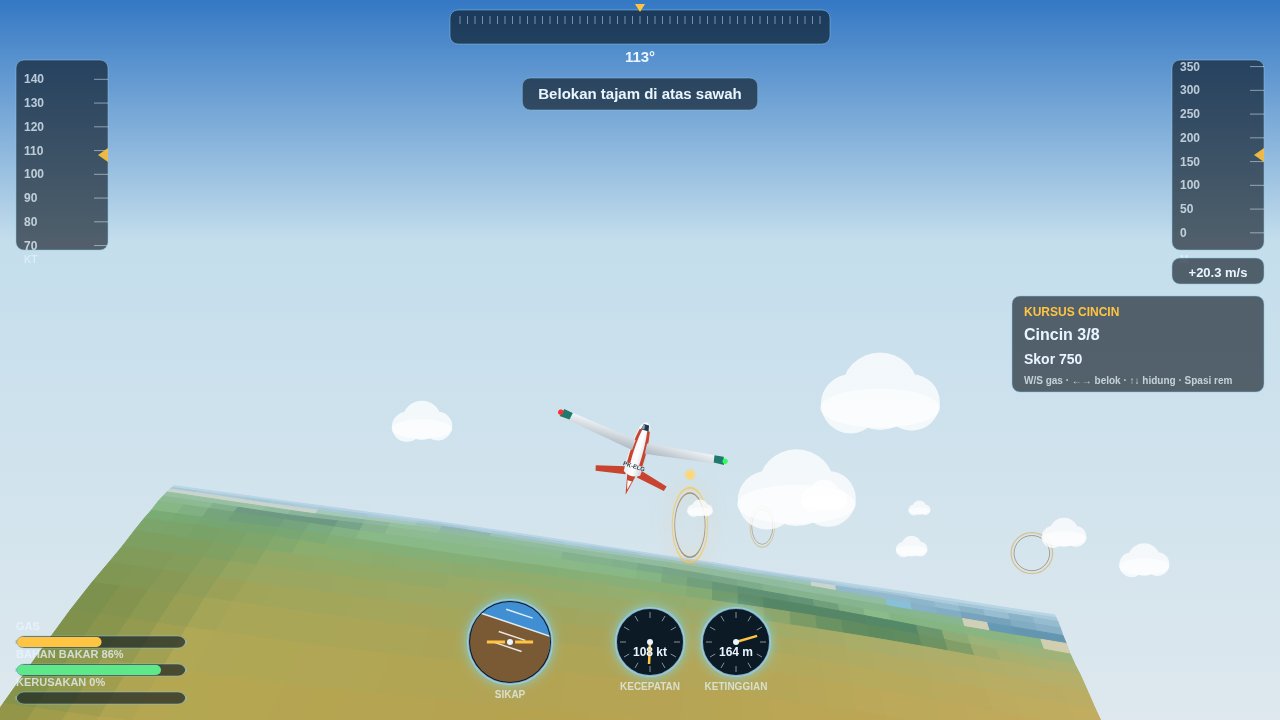 113°
Belokan tajam di atas sawah
140
130
120
110
100
90
80
70
KT
350
300
250
200
150
100
50
0
+20.3 m/s
KURSUS CINCIN
Cincin 3/8
Skor 750
W/S gas · ←→ belok · ↑↓ hidung · Spasi rem
PK-ELG
GAS
BAHAN BAKAR 86%
KERUSAKAN 0%
SIKAP
108 kt
KECEPATAN
164 m
KETINGGIAN